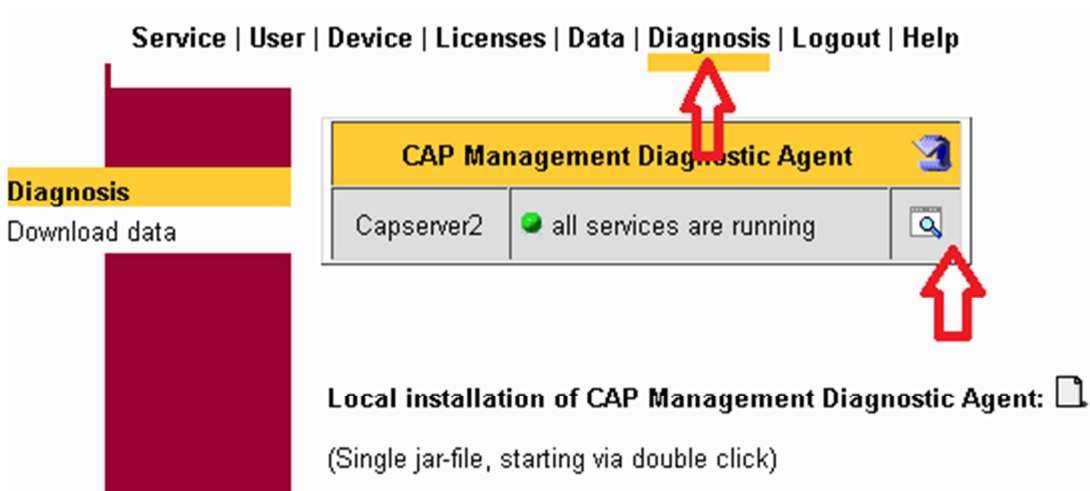 Service | User | Device | Licenses | Data | Diagnosis | Logout | Help
CAP Management Diagnostic Agent
Diagnosis
Download data
Capserver2
all services are running
Local installation of CAP Management Diagnostic Agent:
(Single jar-file, starting via double click)